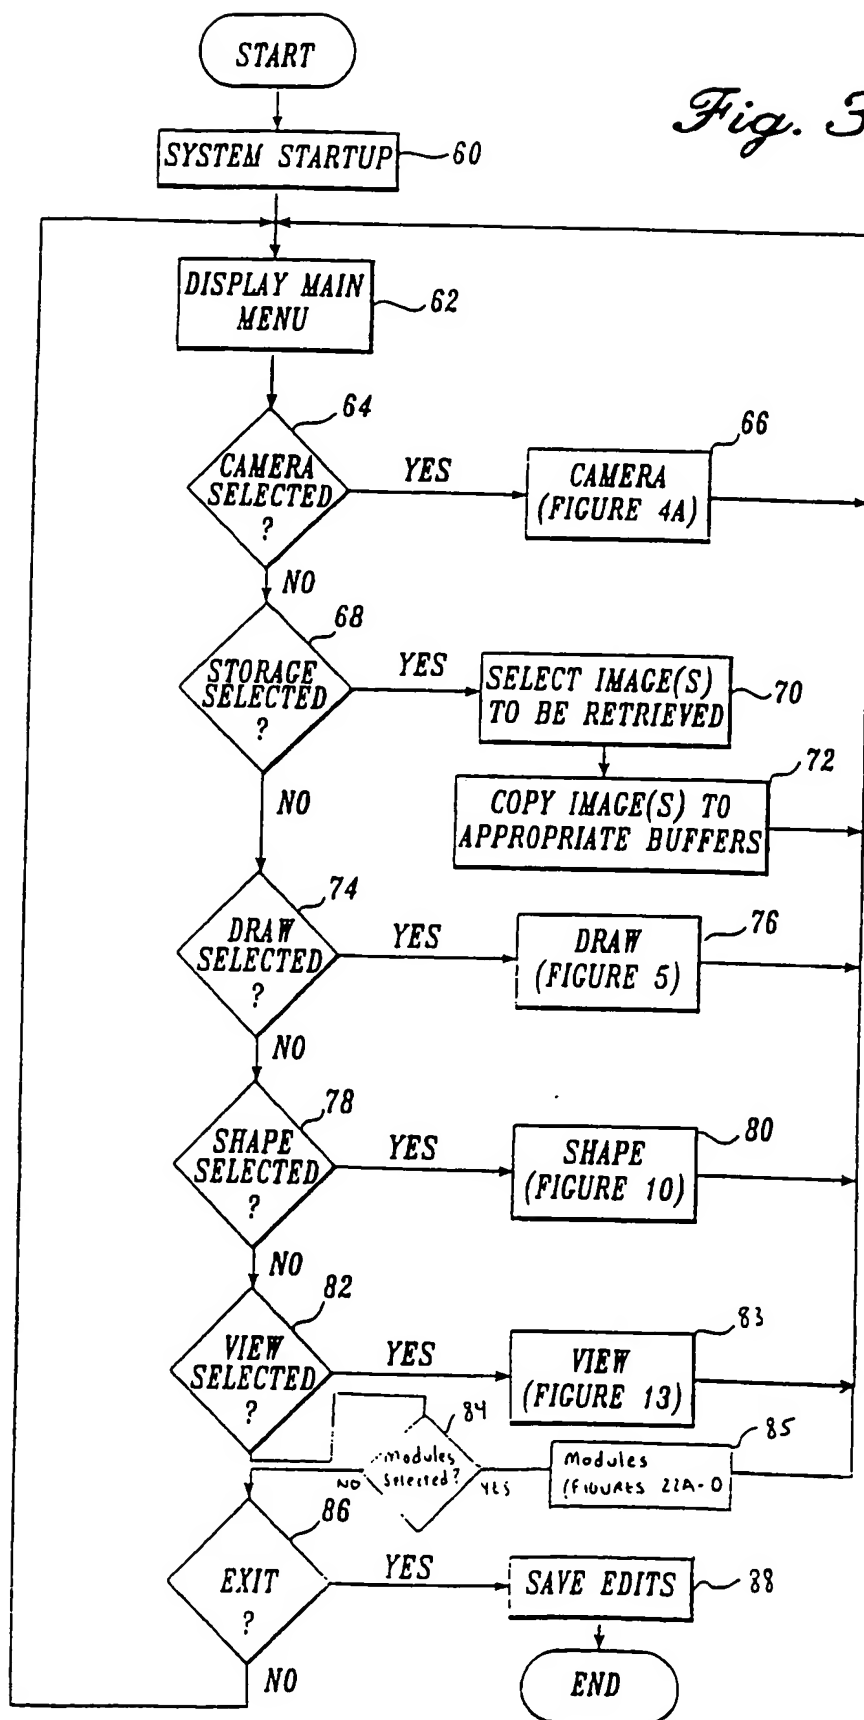 START
Fig. 3
SYSTEM STARTUP
60
DISPLAY MAIN
MENU
62
64
CAMERA
SELECTED
?
YES
66
CAMERA
(FIGURE 4A)
NO
68
STORAGE
SELECTED
?
YES
SELECT IMAGE(S)
TO BE RETRIEVED
70
72
COPY IMAGE(S) TO
APPROPRIATE BUFFERS
NO
74
DRAW
SELECTED
?
YES
76
DRAW
(FIGURE 5)
NO
78
SHAPE
SELECTED
?
YES
80
SHAPE
(FIGURE 10)
NO
82
VIEW
SELECTED
?
YES
83
VIEW
(FIGURE 13)
84
Modules
Selected?
NO
YES
85
Modules
(FIGURES 22A-O
86
EXIT
?
YES
SAVE EDITS
88
NO
END